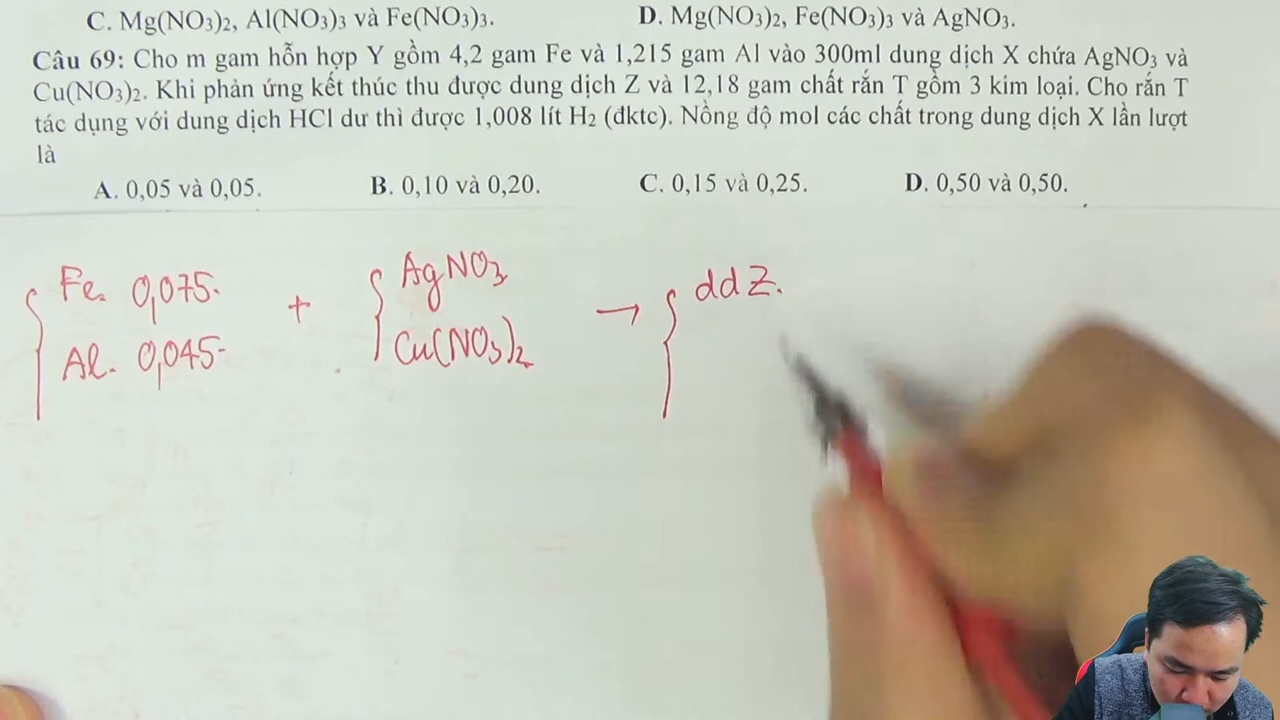 C. Mg(NO₃)₂, Al(NO₃)₃ và Fe(NO₃)₃. D. Mg(NO₃)₂, Fe(NO₃)₃ và AgNO₃.
Câu 69: Cho m gam hỗn hợp Y gồm 4,2 gam Fe và 1,215 gam Al vào 300ml dung dịch X chứa AgNO₃ và
Cu(NO₃)₂. Khi phản ứng kết thúc thu được dung dịch Z và 12,18 gam chất rắn T gồm 3 kim loại. Cho rắn T
tác dụng với dung dịch HCl dư thì được 1,008 lít H₂ (đktc). Nồng độ mol các chất trong dung dịch X lần lượt
là
A. 0,05 và 0,05. B. 0,10 và 0,20. C. 0,15 và 0,25. D. 0,50 và 0,50.
Fe. 0,075. + AgNO₃ → ddZ.
Al. 0,045- Cu(NO₃)₂